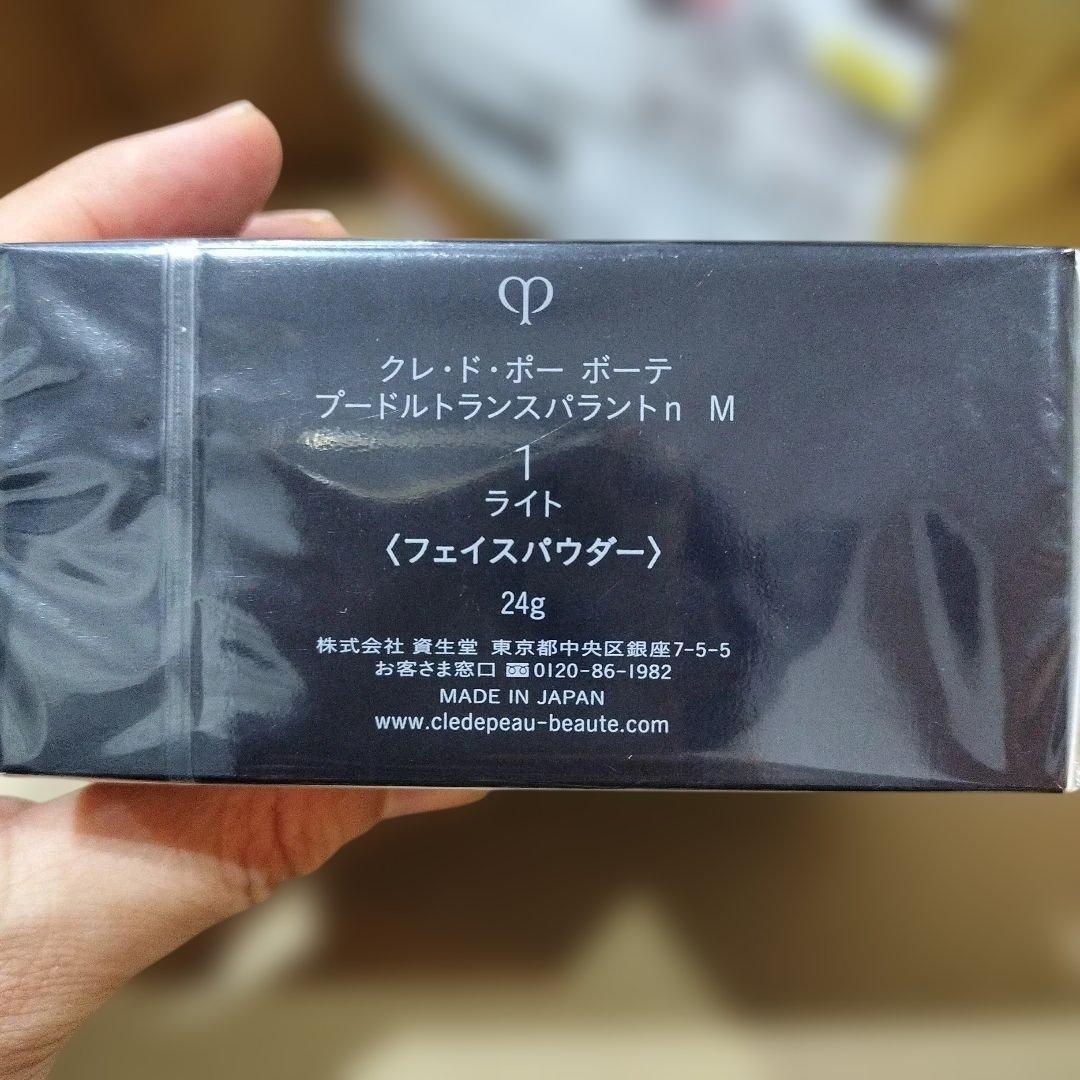 クレ・ド・ポー ボーテ
プードルトランスパラントn M
1
ライト
〈フェイスパウダー〉
24g
株式会社 資生堂 東京都中央区銀座7-5-5
お客さま窓口 0120-86-1982
MADE IN JAPAN
www.cledepeau-beaute.com